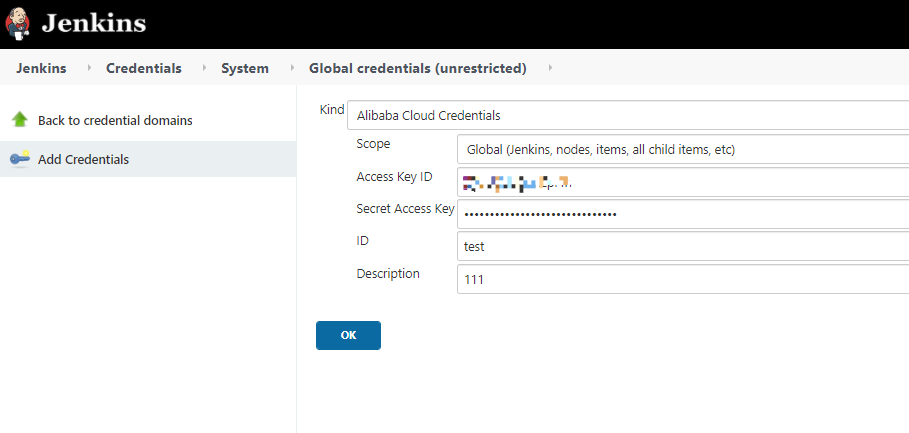 Jenkins
Jenkins Credentials System Global credentials (unrestricted)
Back to credential domains
Add Credentials
Kind Alibaba Cloud Credentials
Scope Global (Jenkins, nodes, items, all child items, etc)
Access Key ID
Secret Access Key ••••••••••••••••••••••••••••••
ID test
Description 111
OK